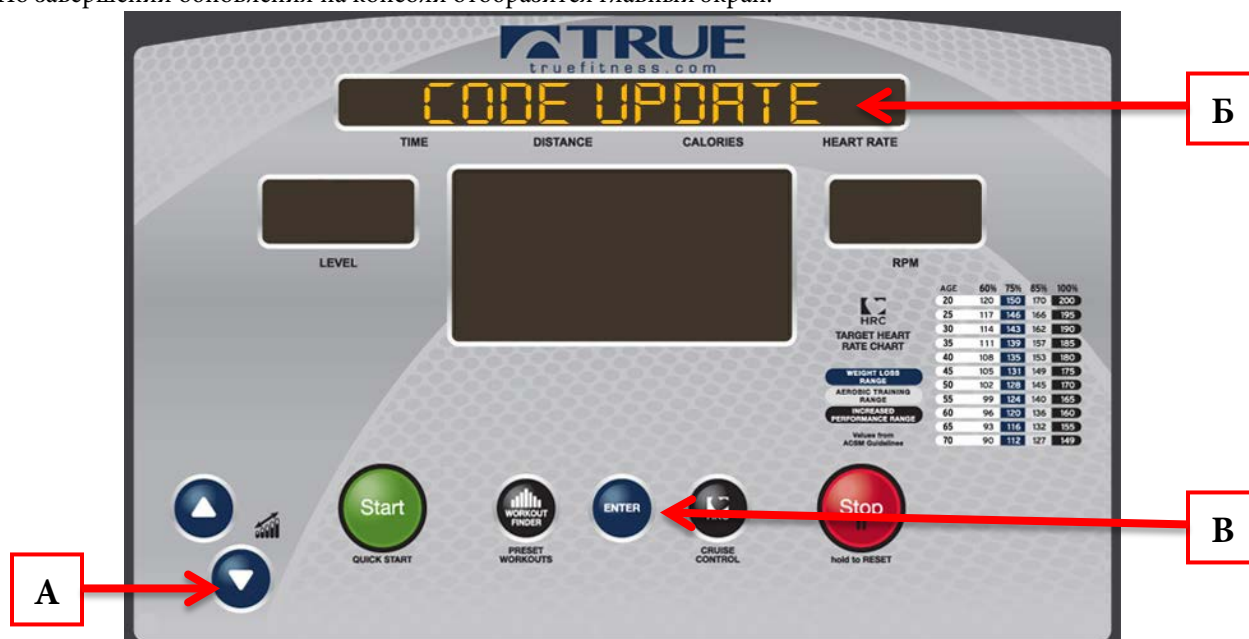 По завершении обновления на консоли отобразится главный экран.
TRUE
truefitness.com
CODE UPDATE
Б
TIME DISTANCE CALORIES HEART RATE
LEVEL
RPM
HRC
TARGET HEART
RATE CHART
WEIGHT LOSS
RANGE
AEROBIC TRAINING
RANGE
INCREASED
PERFORMANCE RANGE
Values from
ACSM Guidelines
AGE 60% 75% 85% 100%
20 120 150 170 200
25 117 146 166 195
30 114 143 162 190
35 111 139 157 185
40 108 135 153 180
45 105 131 149 175
50 102 128 145 170
55 99 124 140 165
60 96 120 136 160
65 93 116 132 155
70 90 112 127 149
Start
QUICK START
WORKOUT
FINDER
PRESET
WORKOUTS
ENTER
HRC
CRUISE
CONTROL
Stop
hold to RESET
В
А